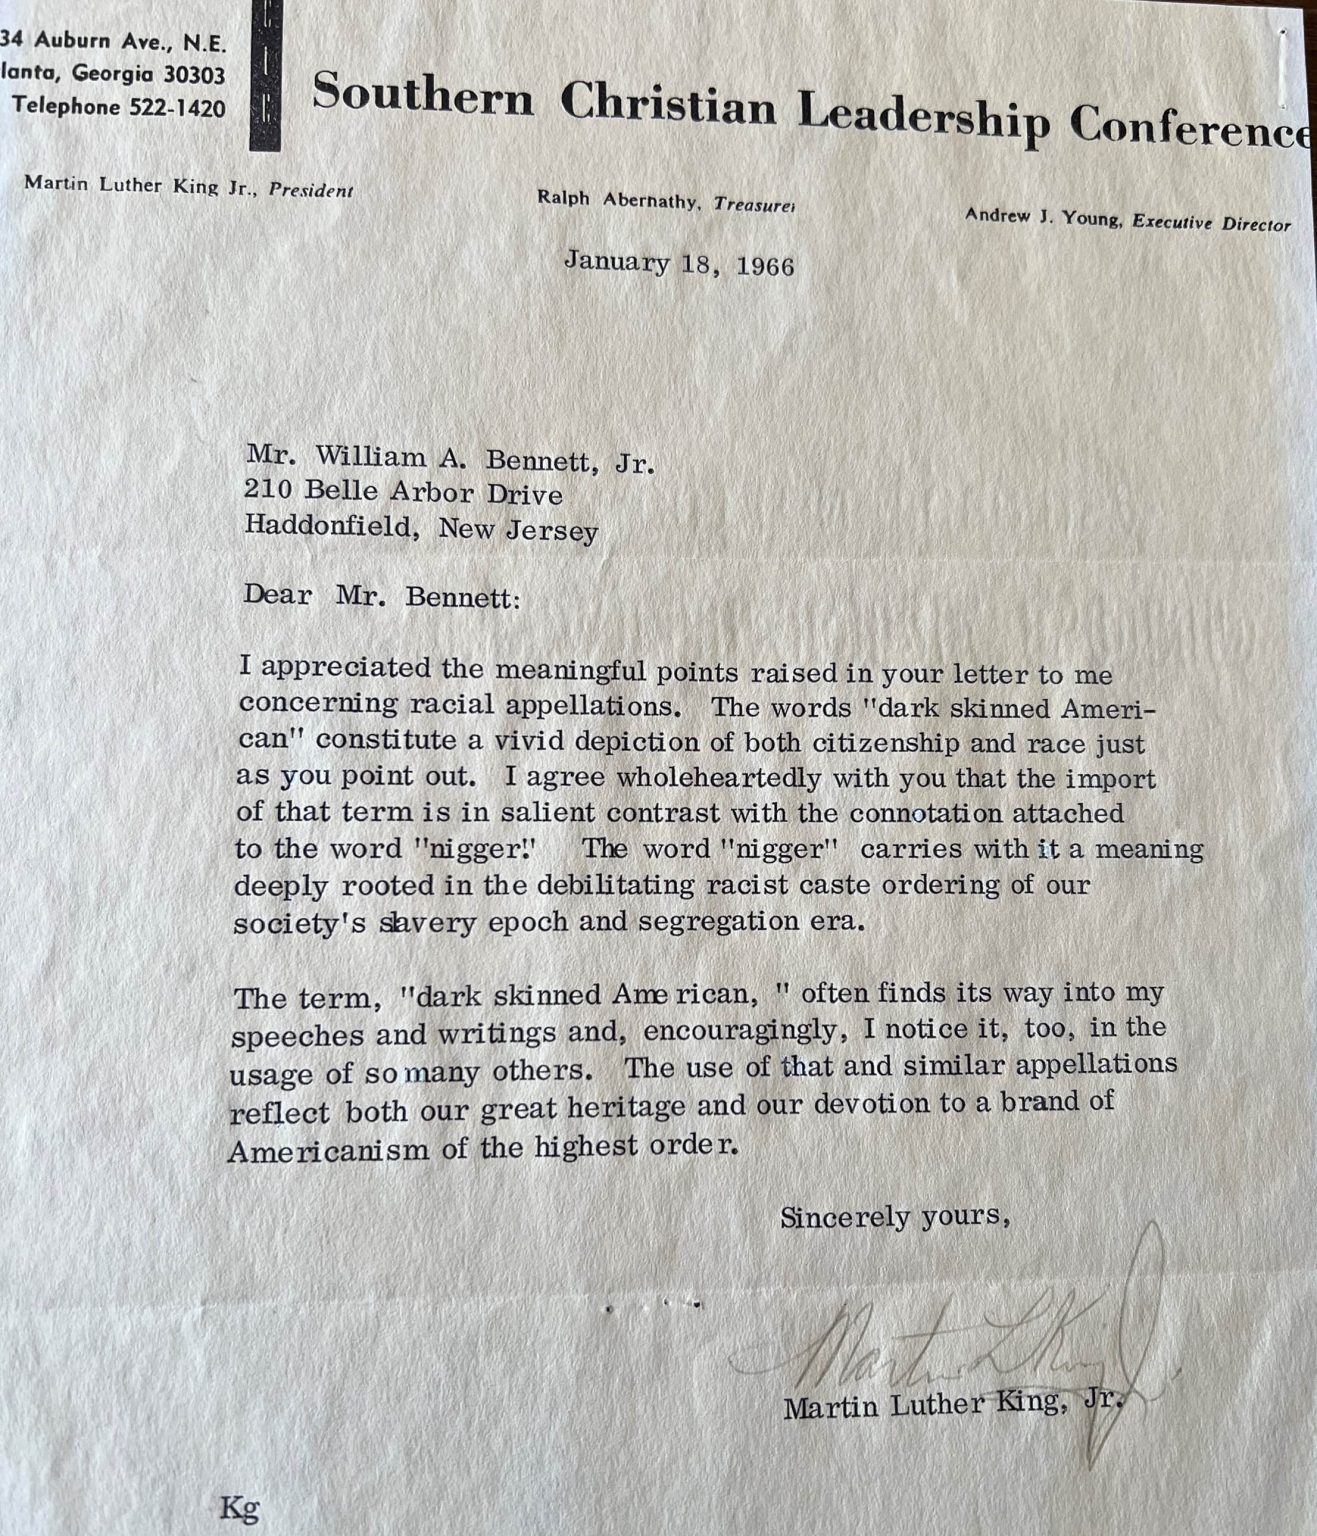 34 Auburn Ave., N.E.
lanta, Georgia 30303
Telephone 522-1420
Southern Christian Leadership Conference
Martin Luther King Jr., President
Ralph Abernathy, Treasurer
Andrew J. Young, Executive Director
January 18, 1966
Mr. William A. Bennett, Jr.
210 Belle Arbor Drive
Haddonfield, New Jersey
Dear Mr. Bennett:
I appreciated the meaningful points raised in your letter to me
concerning racial appellations. The words "dark skinned Ameri-
can" constitute a vivid depiction of both citizenship and race just
as you point out. I agree wholeheartedly with you that the import
of that term is in salient contrast with the connotation attached
to the word "nigger." The word "nigger" carries with it a meaning
deeply rooted in the debilitating racist caste ordering of our
society's slavery epoch and segregation era.
The term, "dark skinned American, " often finds its way into my
speeches and writings and, encouragingly, I notice it, too, in the
usage of so many others. The use of that and similar appellations
reflect both our great heritage and our devotion to a brand of
Americanism of the highest order.
Sincerely yours,
Martin L King Jr.
Martin Luther King, Jr.
Kg